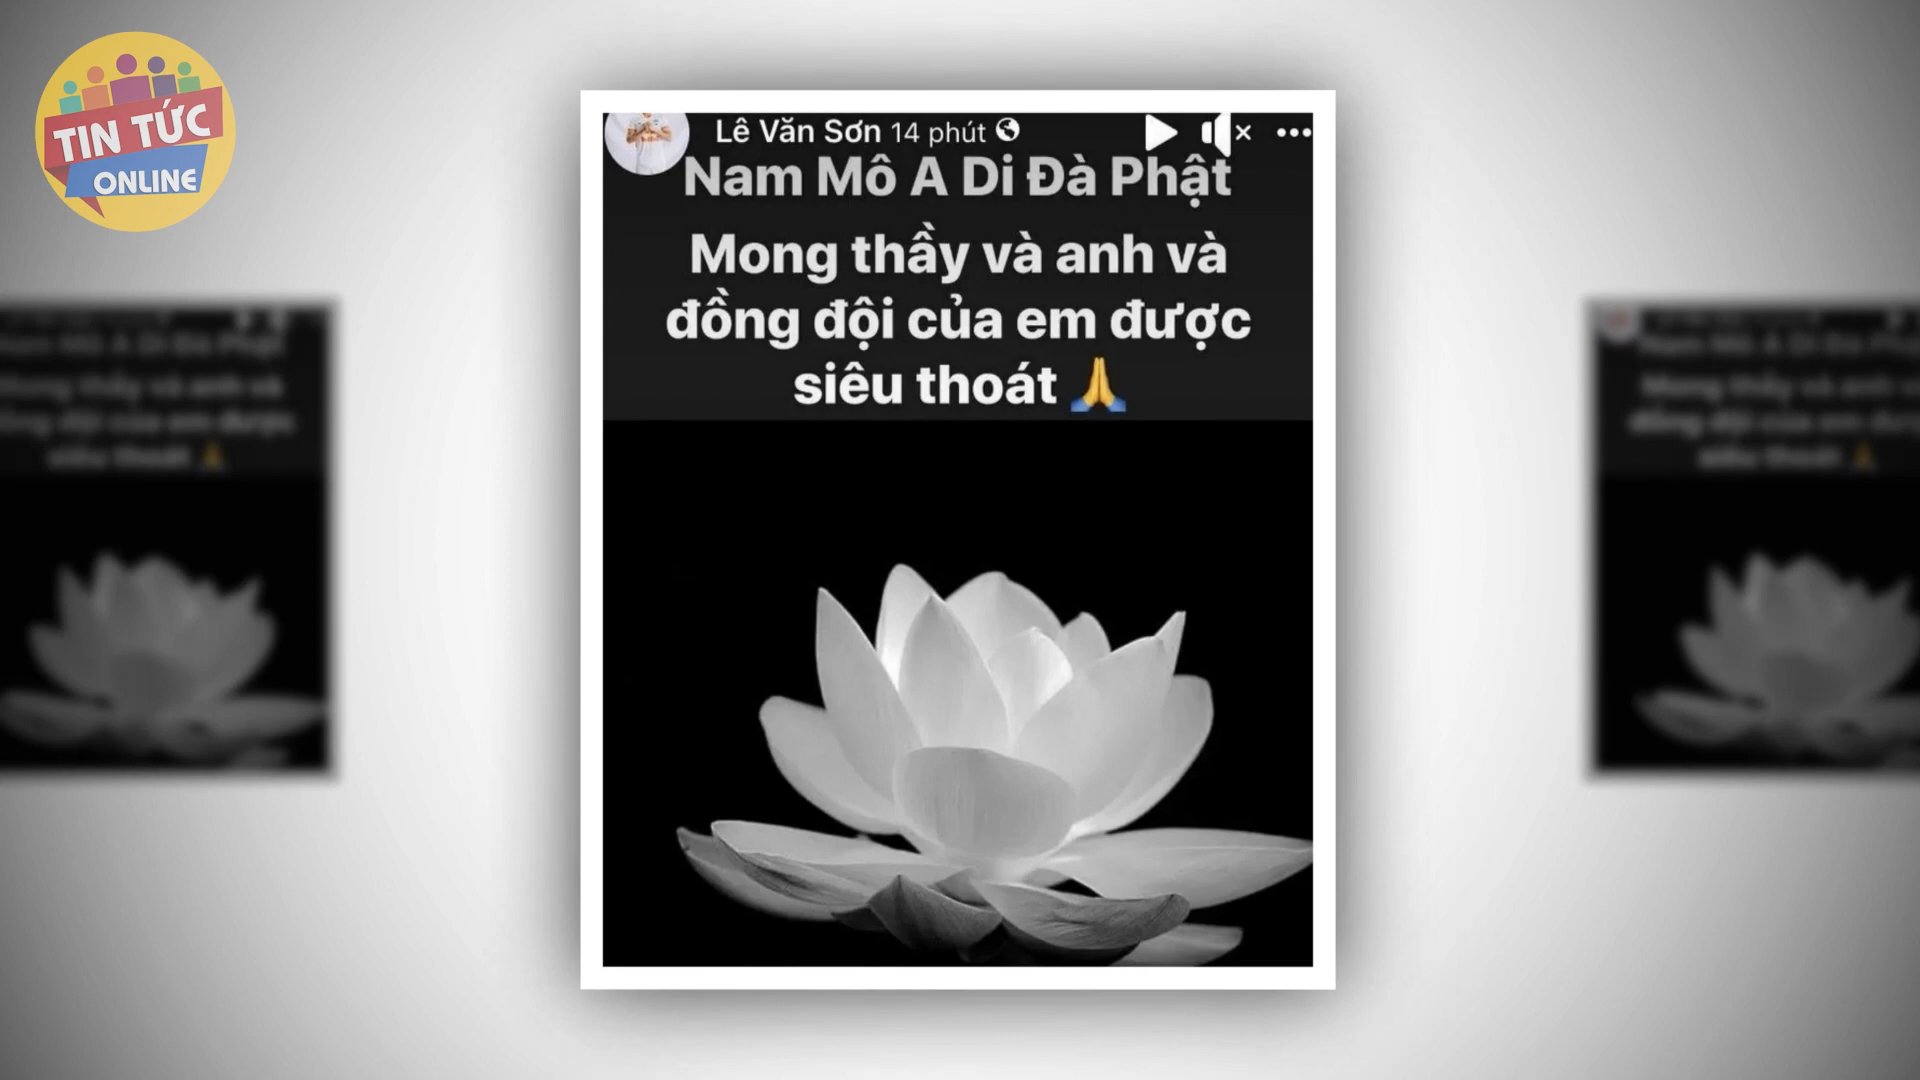 TIN TỨC
ONLINE
Lê Văn Sơn 14 phút
Nam Mô A Di Đà Phật
Mong thầy và anh và
đồng đội của em được
siêu thoát 🙏